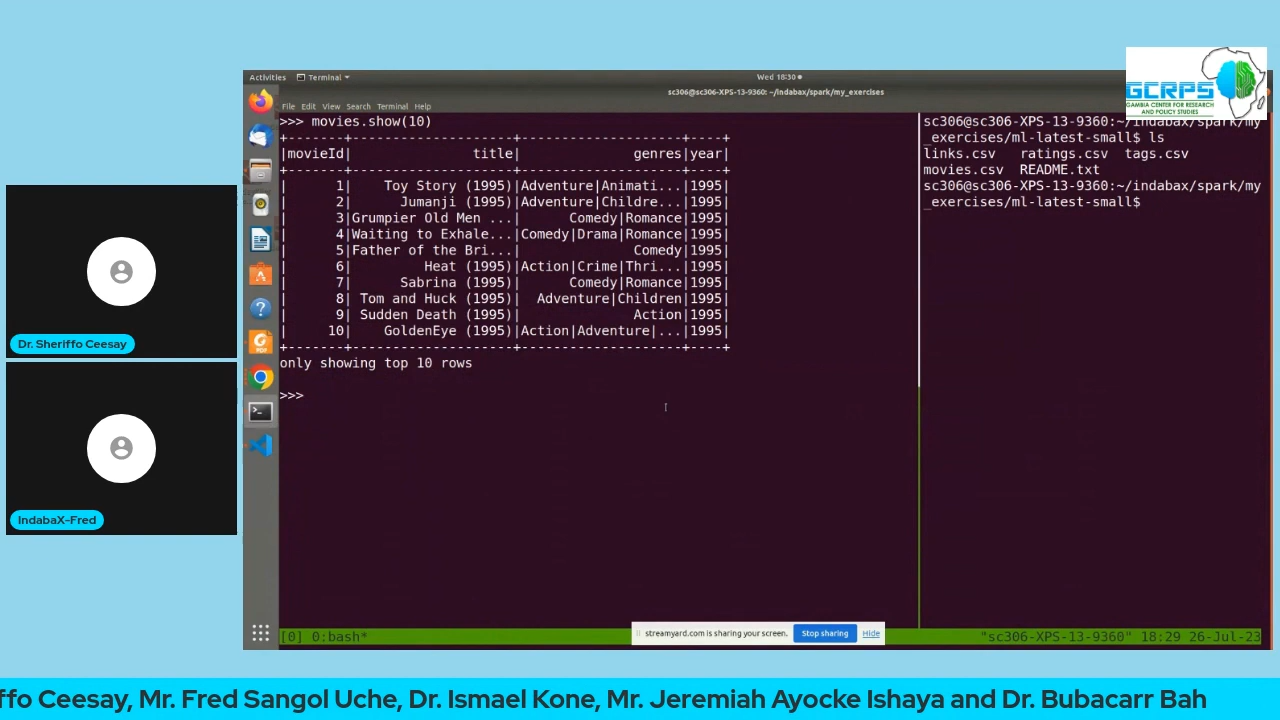 GCRPS
GAMBIA CENTER FOR RESEARCH
AND POLICY STUDIES
Activities Terminal Wed 18:30
sc306@sc306-XPS-13-9360: ~/indabax/spark/my_exercises
File Edit View Search Terminal Help
>>> movies.show(10)
+-------+--------------------+--------------------+----+
|movieId|               title|              genres|year|
+-------+--------------------+--------------------+----+
|      1|    Toy Story (1995)|Adventure|Animati...|1995|
|      2|      Jumanji (1995)|Adventure|Childre...|1995|
|      3|Grumpier Old Men ...|      Comedy|Romance|1995|
|      4|Waiting to Exhale...|Comedy|Drama|Romance|1995|
|      5|Father of the Bri...|              Comedy|1995|
|      6|         Heat (1995)|Action|Crime|Thri...|1995|
|      7|      Sabrina (1995)|      Comedy|Romance|1995|
|      8| Tom and Huck (1995)|  Adventure|Children|1995|
|      9| Sudden Death (1995)|              Action|1995|
|     10|    GoldenEye (1995)|Action|Adventure|...|1995|
+-------+--------------------+--------------------+----+
only showing top 10 rows
>>>
sc306@sc306-XPS-13-9360:~/indabax/spark/my
_exercises/ml-latest-small$ ls
links.csv   ratings.csv  tags.csv
movies.csv  README.txt
sc306@sc306-XPS-13-9360:~/indabax/spark/my
_exercises/ml-latest-small$
Dr. Sheriffo Ceesay
IndabaX-Fred
streamyard.com is sharing your screen. Stop sharing Hide
[0] 0:bash* "sc306-XPS-13-9360" 18:29 26-Jul-23
ffo Ceesay, Mr. Fred Sangol Uche, Dr. Ismael Kone, Mr. Jeremiah Ayocke Ishaya and Dr. Bubacarr Bah